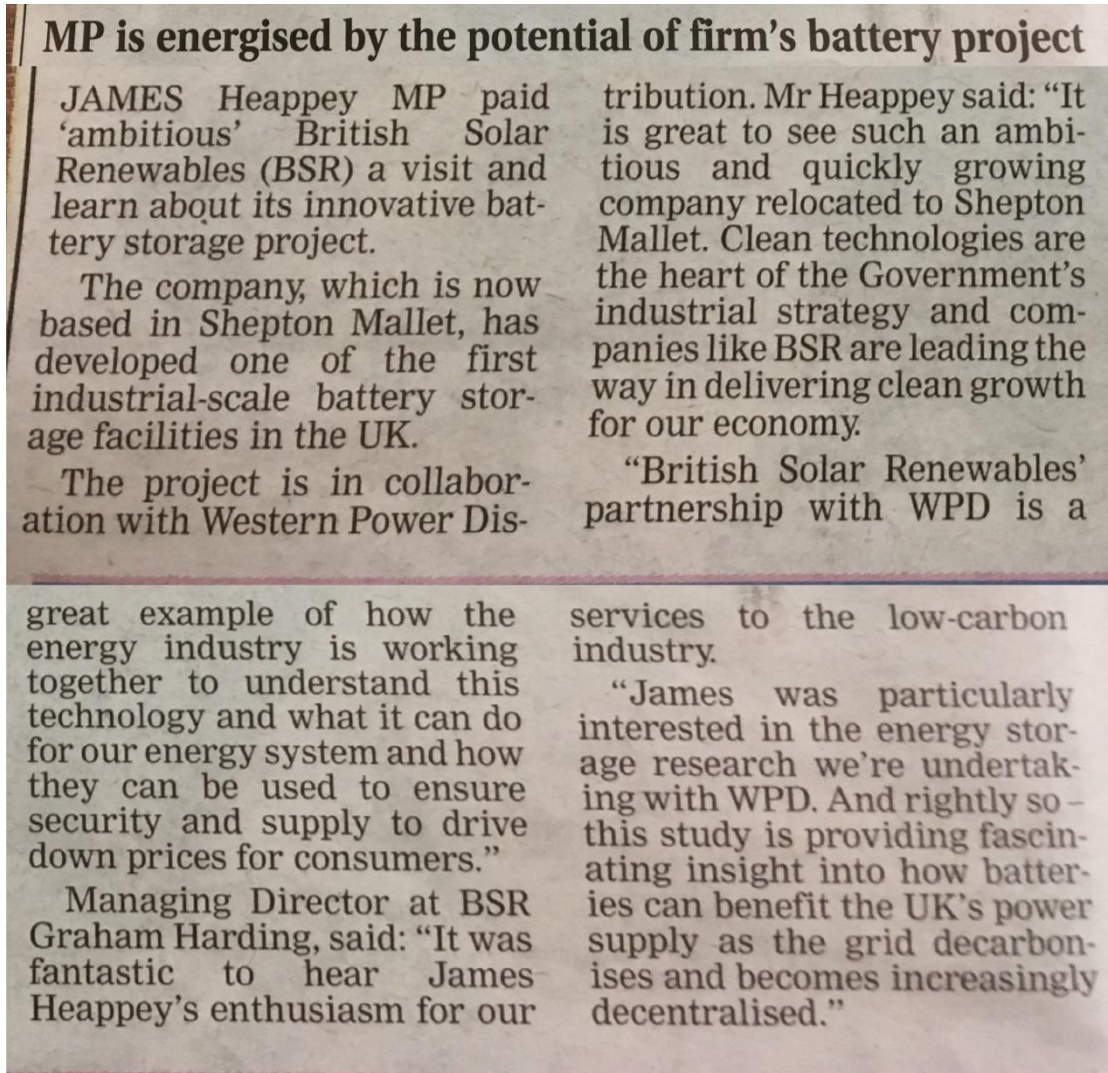 MP is energised by the potential of firm's battery project
JAMES Heappey MP paid
'ambitious' British Solar
Renewables (BSR) a visit and
learn about its innovative bat-
tery storage project.
The company, which is now
based in Shepton Mallet, has
developed one of the first
industrial-scale battery stor-
age facilities in the UK.
The project is in collabor-
ation with Western Power Dis-
tribution. Mr Heappey said: “It
is great to see such an ambi-
tious and quickly growing
company relocated to Shepton
Mallet. Clean technologies are
the heart of the Government's
industrial strategy and com-
panies like BSR are leading the
way in delivering clean growth
for our economy.
“British Solar Renewables'
partnership with WPD is a
great example of how the
energy industry is working
together to understand this
technology and what it can do
for our energy system and how
they can be used to ensure
security and supply to drive
down prices for consumers.”
Managing Director at BSR
Graham Harding, said: “It was
fantastic to hear James
Heappey's enthusiasm for our
services to the low-carbon
industry.
“James was particularly
interested in the energy stor-
age research we're undertak-
ing with WPD. And rightly so –
this study is providing fascin-
ating insight into how batter-
ies can benefit the UK's power
supply as the grid decarbon-
ises and becomes increasingly
decentralised.”